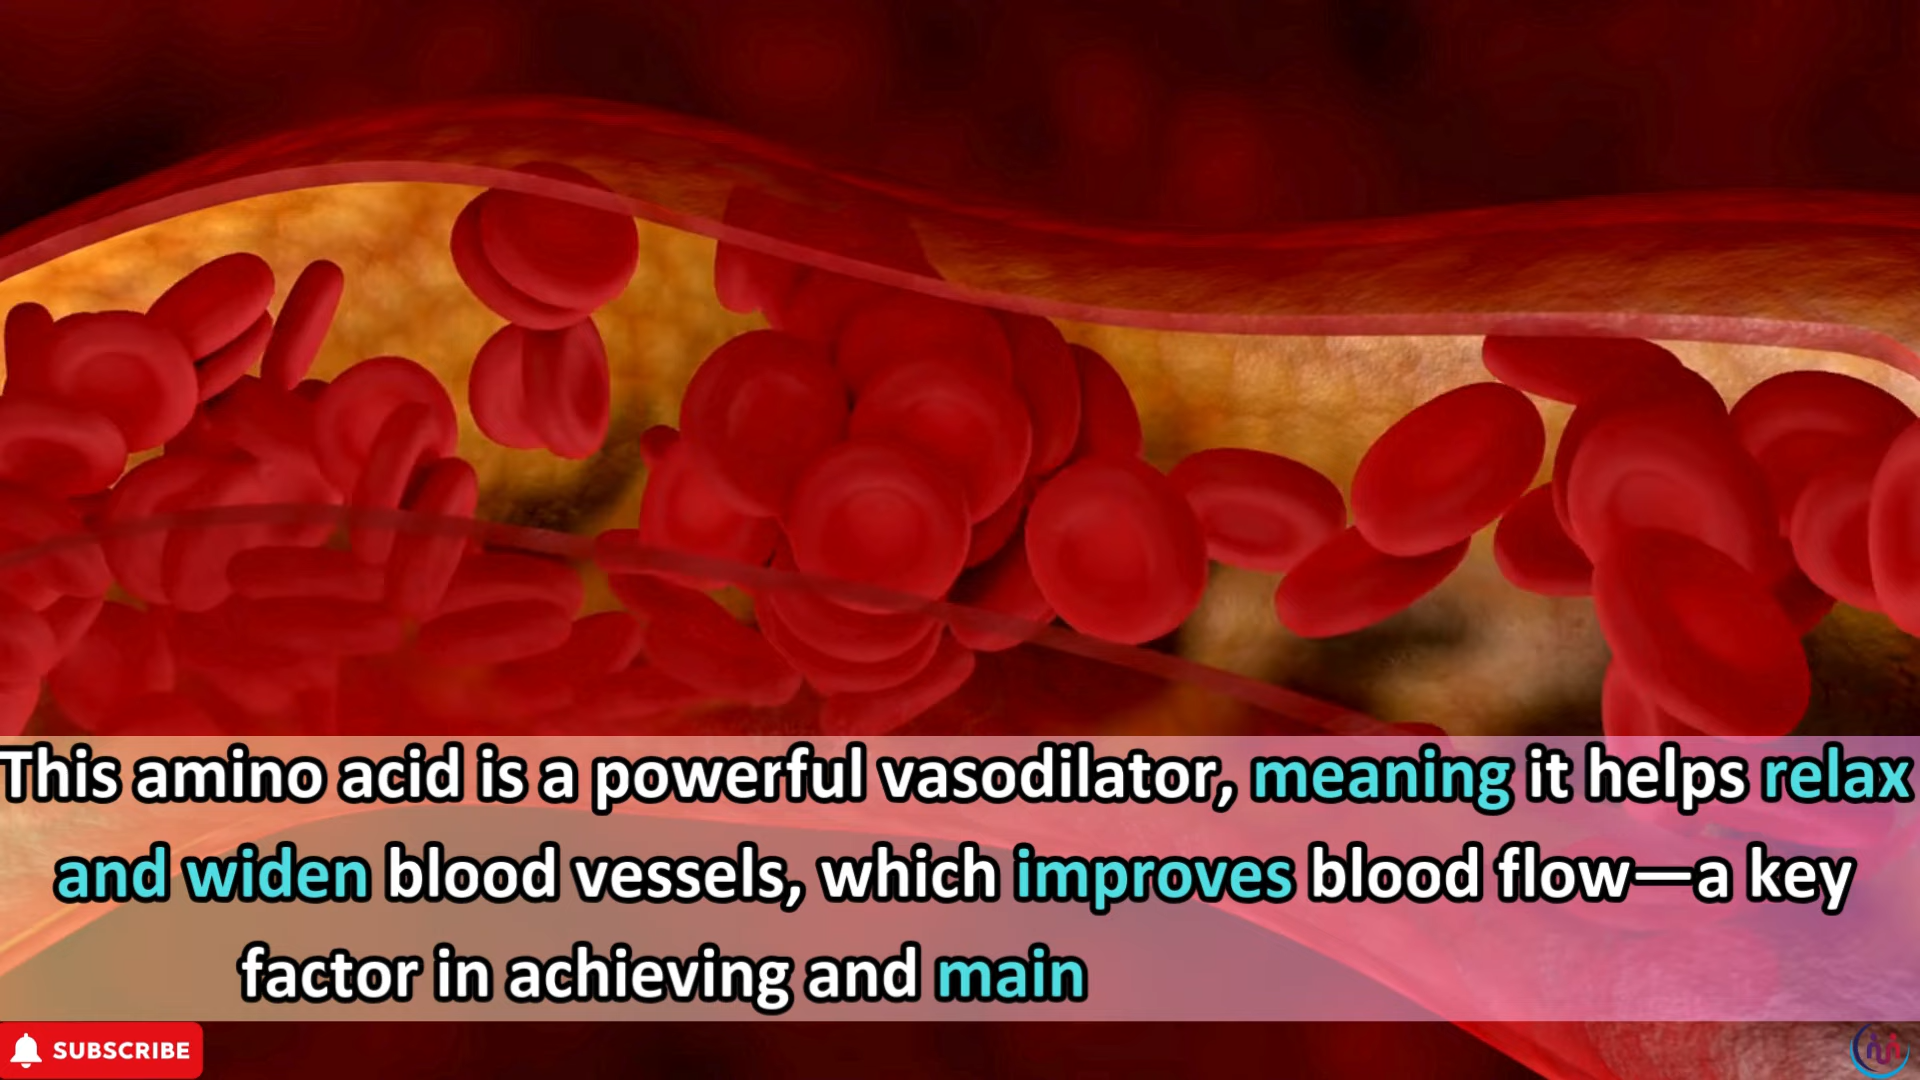 This amino acid is a powerful vasodilator, meaning it helps relax
and widen blood vessels, which improves blood flow—a key
factor in achieving and main
SUBSCRIBE